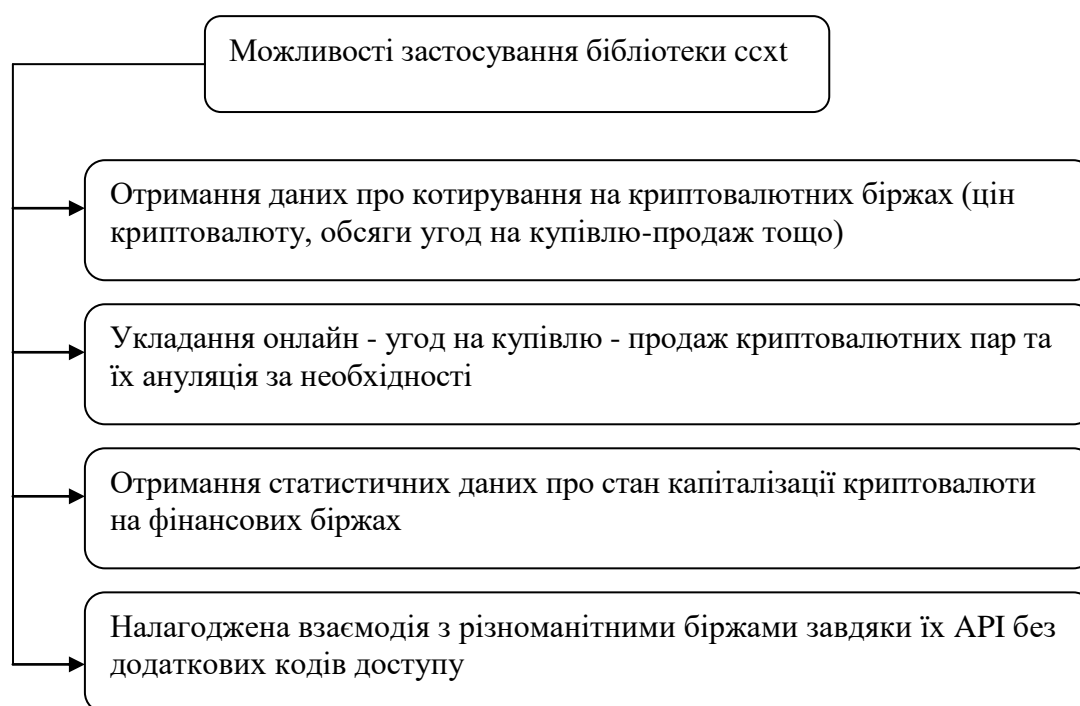 Можливості застосування бібліотеки ccxt
Отримання даних про котирування на криптовалютних біржах (цін
криптовалюту, обсяги угод на купівлю-продаж тощо)
Укладання онлайн - угод на купівлю - продаж криптовалютних пар та
їх ануляція за необхідності
Отримання статистичних даних про стан капіталізації криптовалюти
на фінансових біржах
Налагоджена взаємодія з різноманітними біржами завдяки їх API без
додаткових кодів доступу